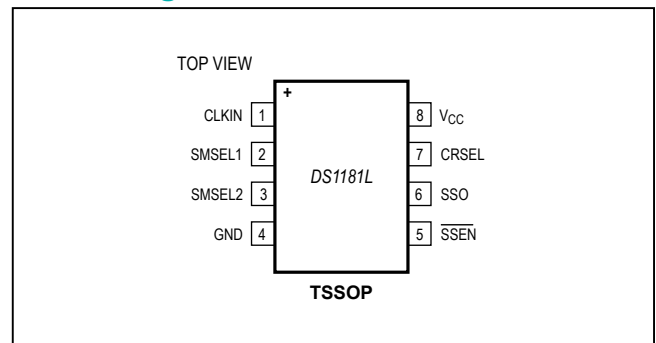 TOP VIEW
+
CLKIN 1 8 VCC
SMSEL1 2 7 CRSEL
DS1181L
SMSEL2 3 6 SSO
GND 4 5 SSEN
TSSOP